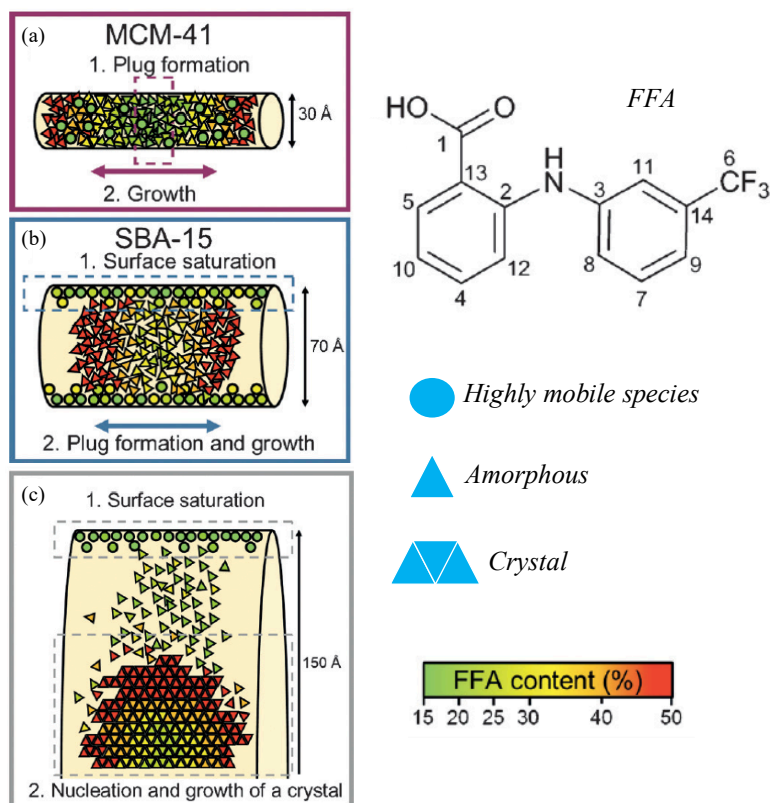 (a)
MCM-41
1. Plug formation
30 Å
2. Growth
(b)
SBA-15
1. Surface saturation
70 Å
2. Plug formation and growth
(c)
1. Surface saturation
150 Å
2. Nucleation and growth of a crystal
FFA
HO
O
1
H
N
6
CF3
13
2
3
11
14
5
10
12
8
9
4
7
Highly mobile species
Amorphous
Crystal
FFA content (%)
15 20 25 30 40 50